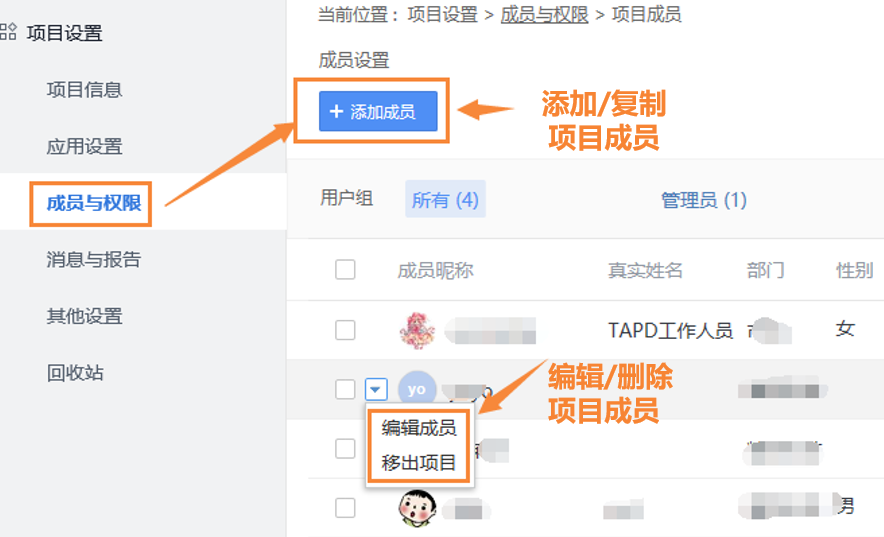 项目设置
项目信息
应用设置
成员与权限
消息与报告
其他设置
回收站
当前位置：项目设置 > 成员与权限 > 项目成员
成员设置
+ 添加成员
添加/复制
项目成员
用户组 所有 (4) 管理员 (1)
成员昵称 真实姓名 部门 性别
TAPD工作人员 女
yo
编辑/删除
项目成员
编辑成员
移出项目
男